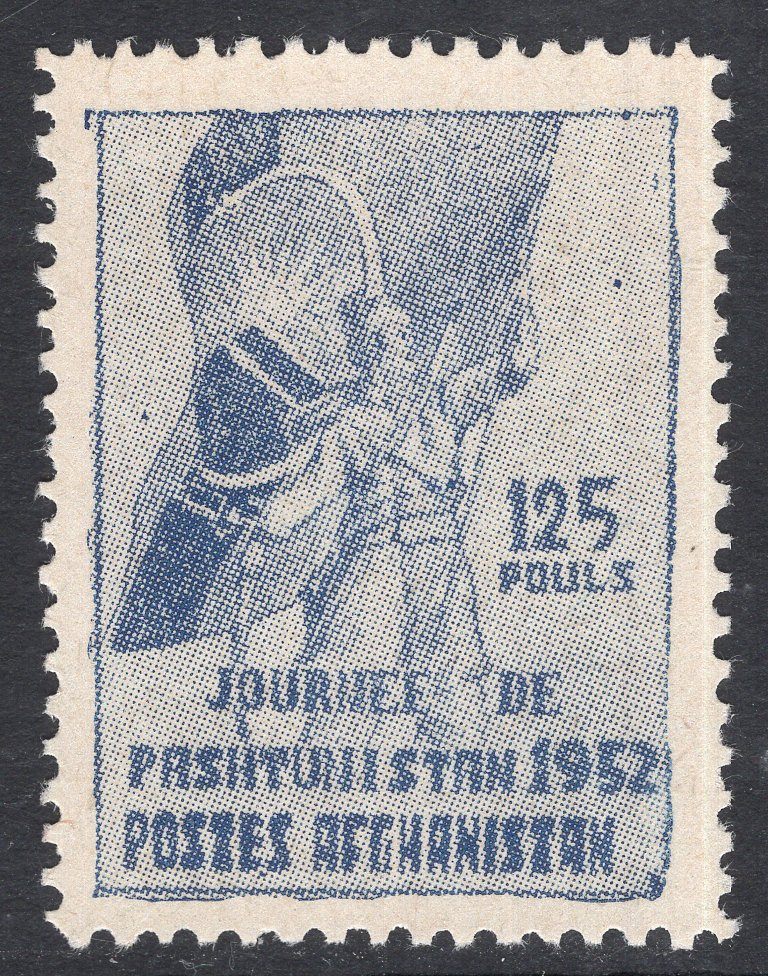 125
POULS
JOURNEE DE
PASHTUNISTAN 1952
POSTES AFGHANISTAN